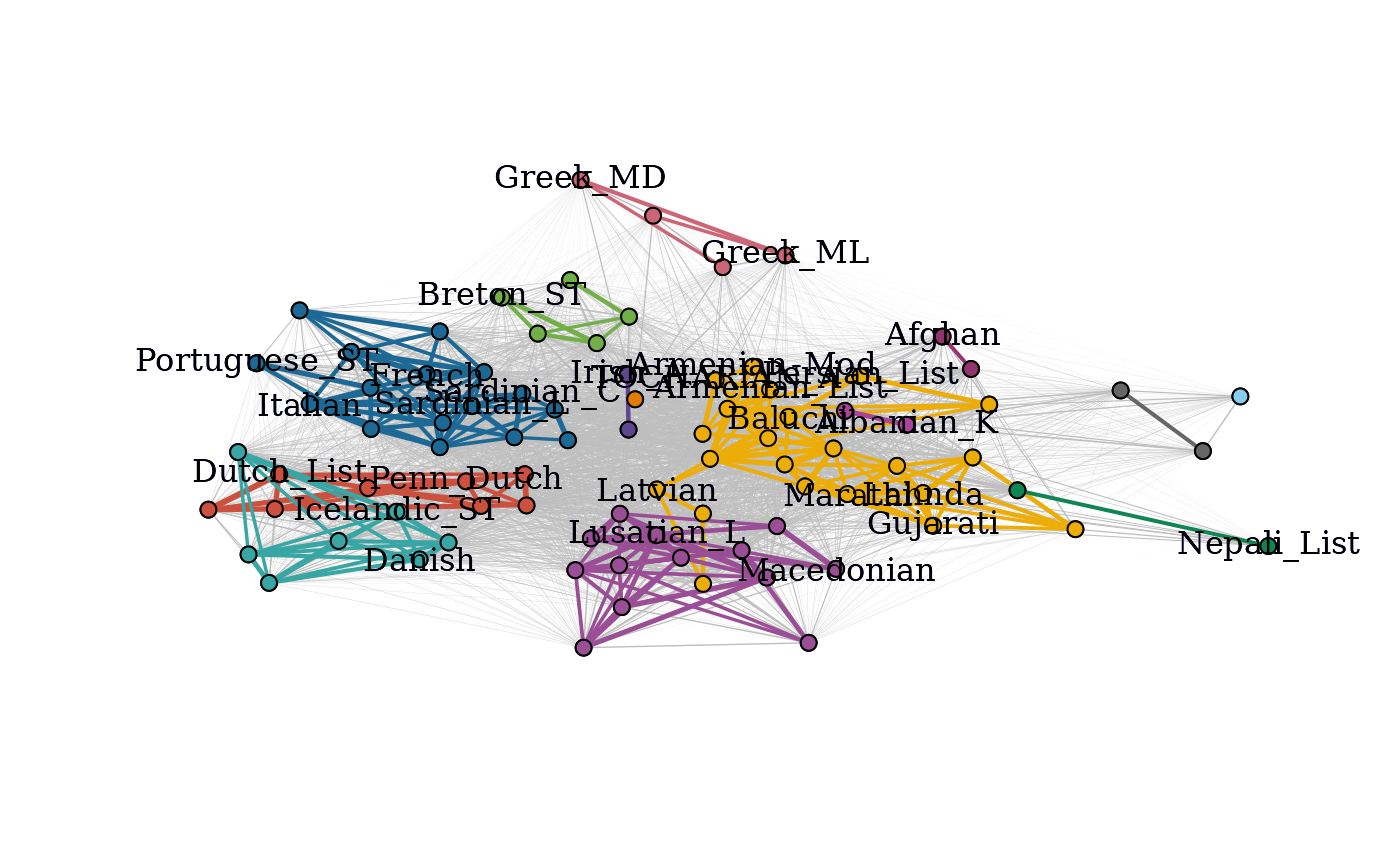 Greek_MD
Greek_ML
Breton_ST
Afghan
Portuguese_ST
Armenian_Mod
Irish_A
TOCHARIAN_A
Persian_List
French
Sardinian_C
Armenian_List
Italian
Sardinian_L
Baluchi
Albanian_K
Dutch_List
Penn_Dutch
Latvian
Marathi
Lahnda
Icelandic_ST
Gujarati
Lusatian_L
Nepali_List
Danish
Macedonian